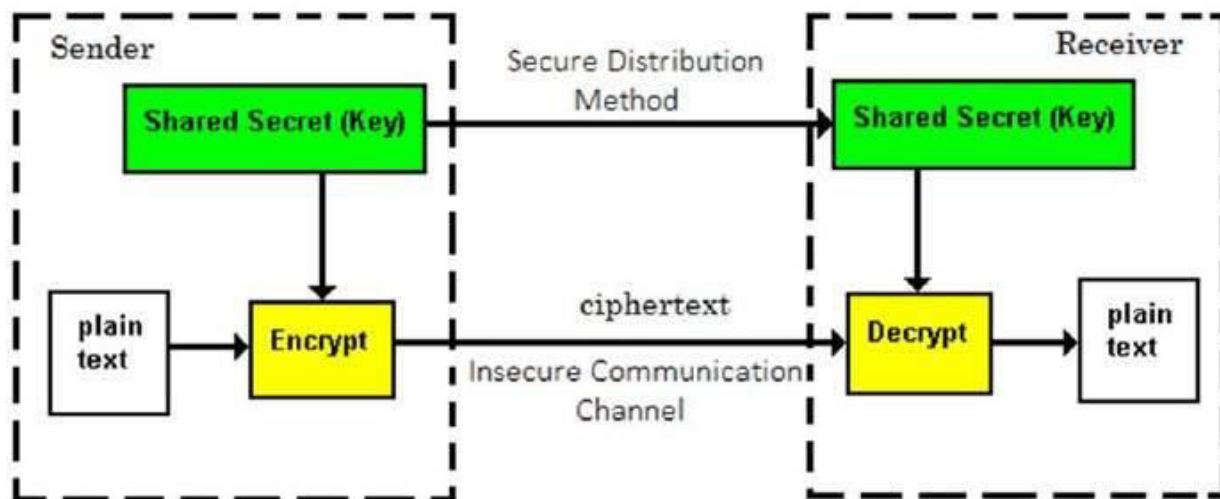 Sender
Receiver
Secure Distribution
Method
Shared Secret (Key)
Shared Secret (Key)
plain
text
Encrypt
ciphertext
Insecure Communication
Channel
Decrypt
plain
text